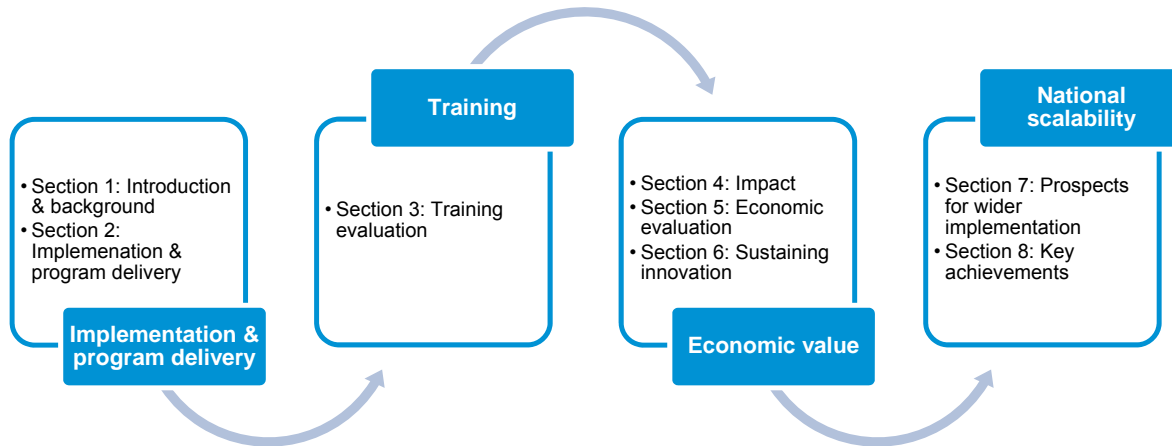 • Section 1: Introduction
& background
• Section 2:
Implemenation &
program delivery
Implementation &
program delivery
Training
• Section 3: Training
evaluation
• Section 4: Impact
• Section 5: Economic
evaluation
• Section 6: Sustaining
innovation
Economic value
National
scalability
• Section 7: Prospects
for wider
implementation
• Section 8: Key
achievements